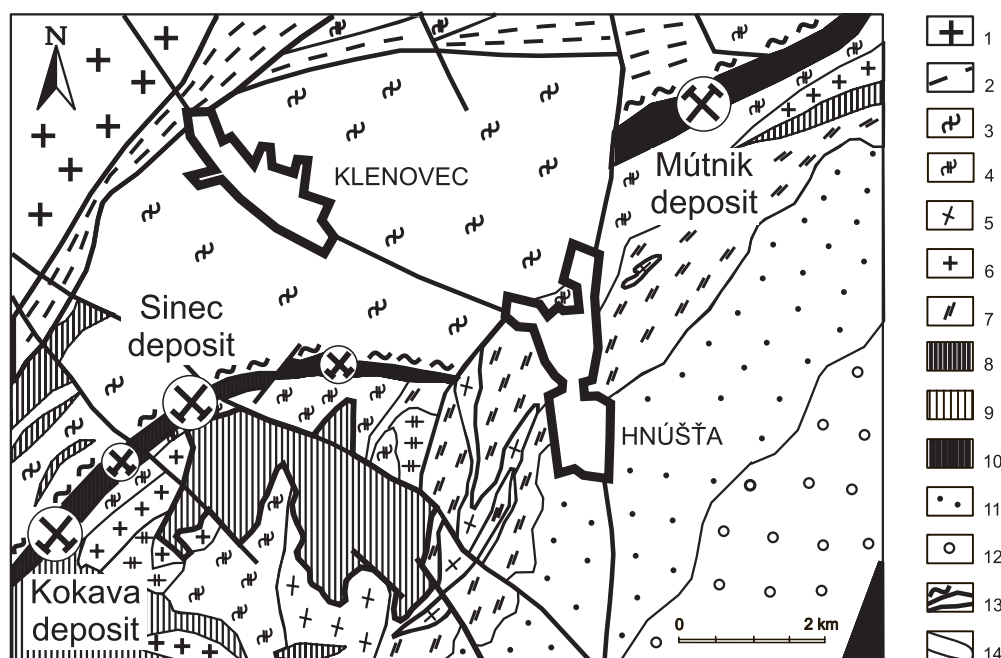 N
KLENOVEC
Mútnik
deposit
Sinec
deposit
HNÚŠŤA
Kokava
deposit
0 2 km
1
2
3
4
5
6
7
8
9
10
11
12
13
14